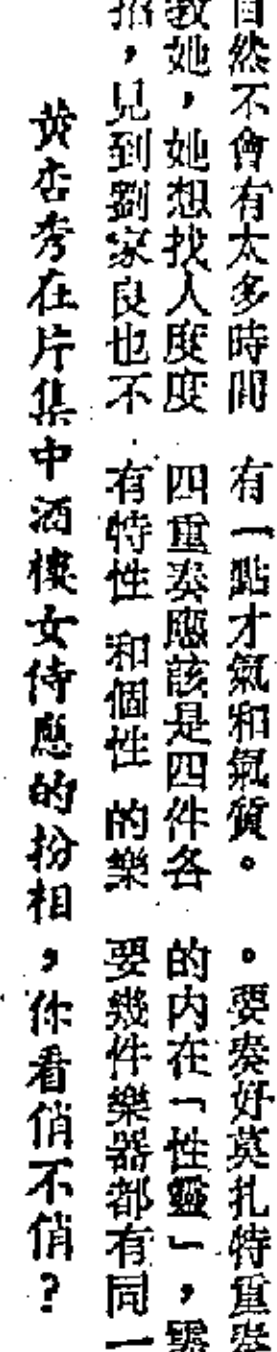 自然不會有太多時間
教她，她想找人度度
招，見到劉家良也不
有一點才氣和氣質。
四重奏應該是四件各
有特性和個性的樂
。要奏好莫扎特重奏
的內在「性靈」，需
要幾件樂器都有同一
黄杏秀在片集中酒樓女侍應的扮相，你看俏不俏？